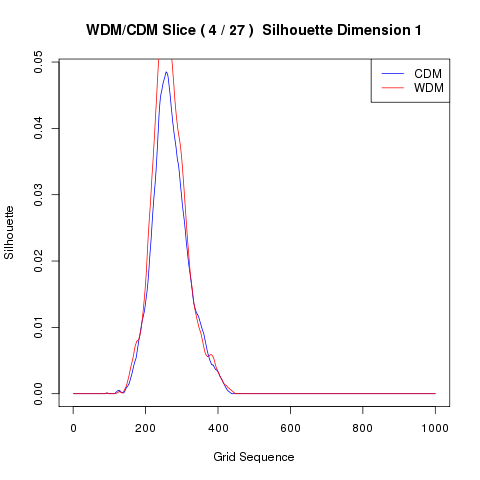 WDM/CDM Slice ( 4 / 27 )  Silhouette Dimension 1
CDM
WDM
Silhouette
0.05
0.04
0.03
0.02
0.01
0.00
0 200 400 600 800 1000
Grid Sequence